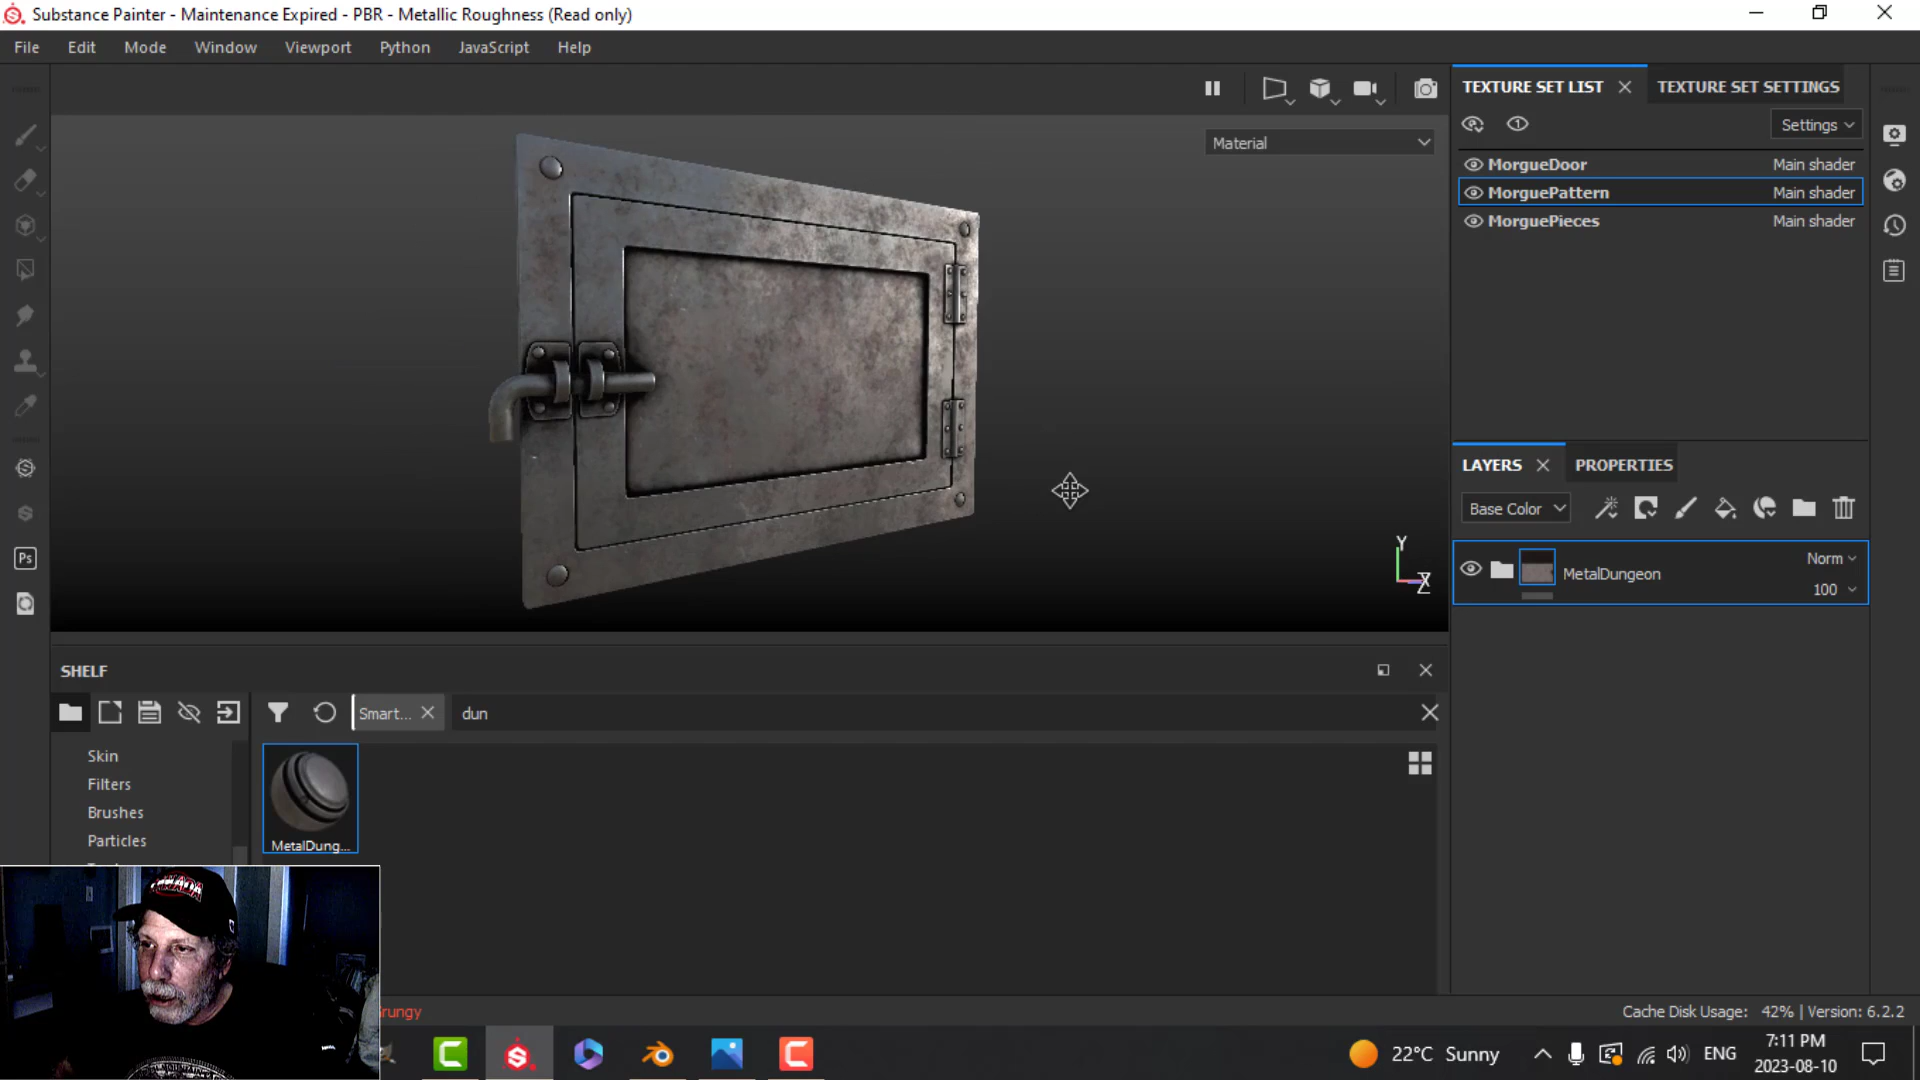 Substance Painter - Maintenance Expired - PBR - Metallic Roughness (Read only)
File Edit Mode Window Viewport Python JavaScript Help
TEXTURE SET LIST TEXTURE SET SETTINGS
Settings
Material
MorgueDoor Main shader
MorguePattern Main shader
MorguePieces Main shader
Y
Z
LAYERS PROPERTIES
Base Color
MetalDungeon
Norm
100
Ps
SHELF
Smart... dun
Skin
Filters
Brushes
Particles
MetalDung...
CANADA
Cache Disk Usage: 42% | Version: 6.2.2
22°C Sunny
ENG
7:11 PM
2023-08-10